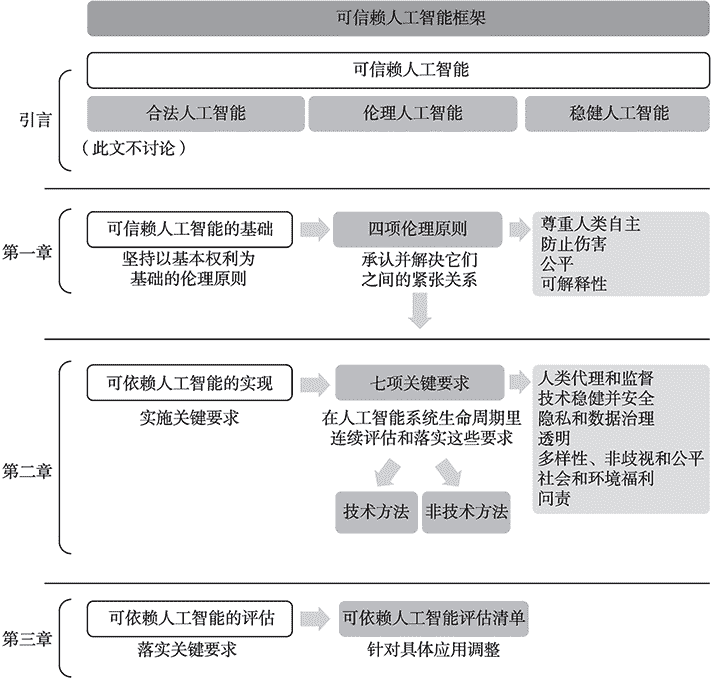 可信赖人工智能框架
引言
可信赖人工智能
合法人工智能
伦理人工智能
稳健人工智能
（此文不讨论）
第一章
可信赖人工智能的基础
坚持以基本权利为
基础的伦理原则
四项伦理原则
承认并解决它们
之间的紧张关系
尊重人类自主
防止伤害
公平
可解释性
第二章
可依赖人工智能的实现
实施关键要求
七项关键要求
在人工智能系统生命周期里
连续评估和落实这些要求
技术方法
非技术方法
人类代理和监督
技术稳健并安全
隐私和数据治理
透明
多样性、非歧视和公平
社会和环境福利
问责
第三章
可依赖人工智能的评估
落实关键要求
可依赖人工智能评估清单
针对具体应用调整